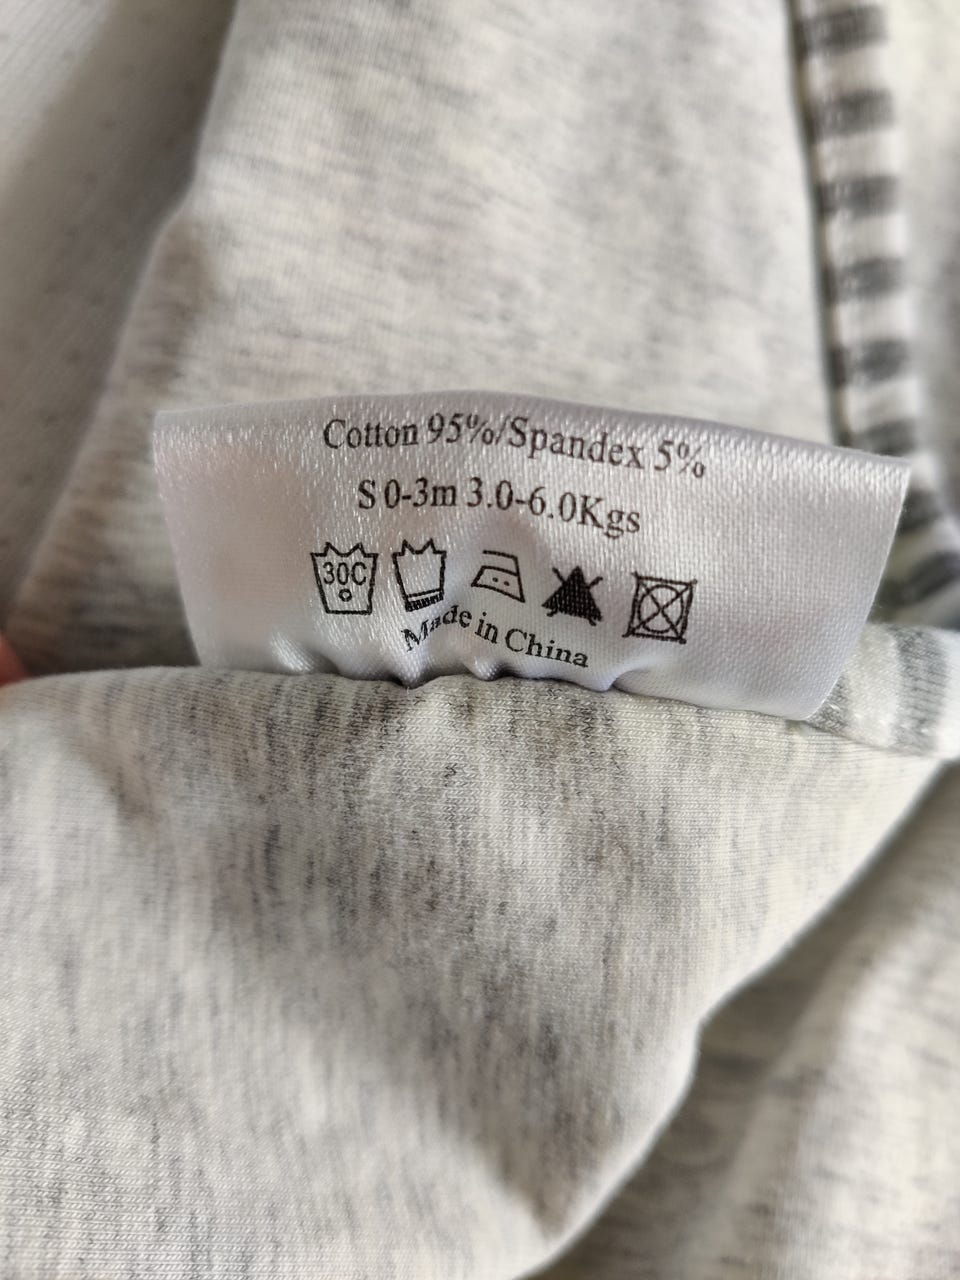 Cotton 95%/Spandex 5%
S 0-3m 3.0-6.0Kgs
30C
Made in China